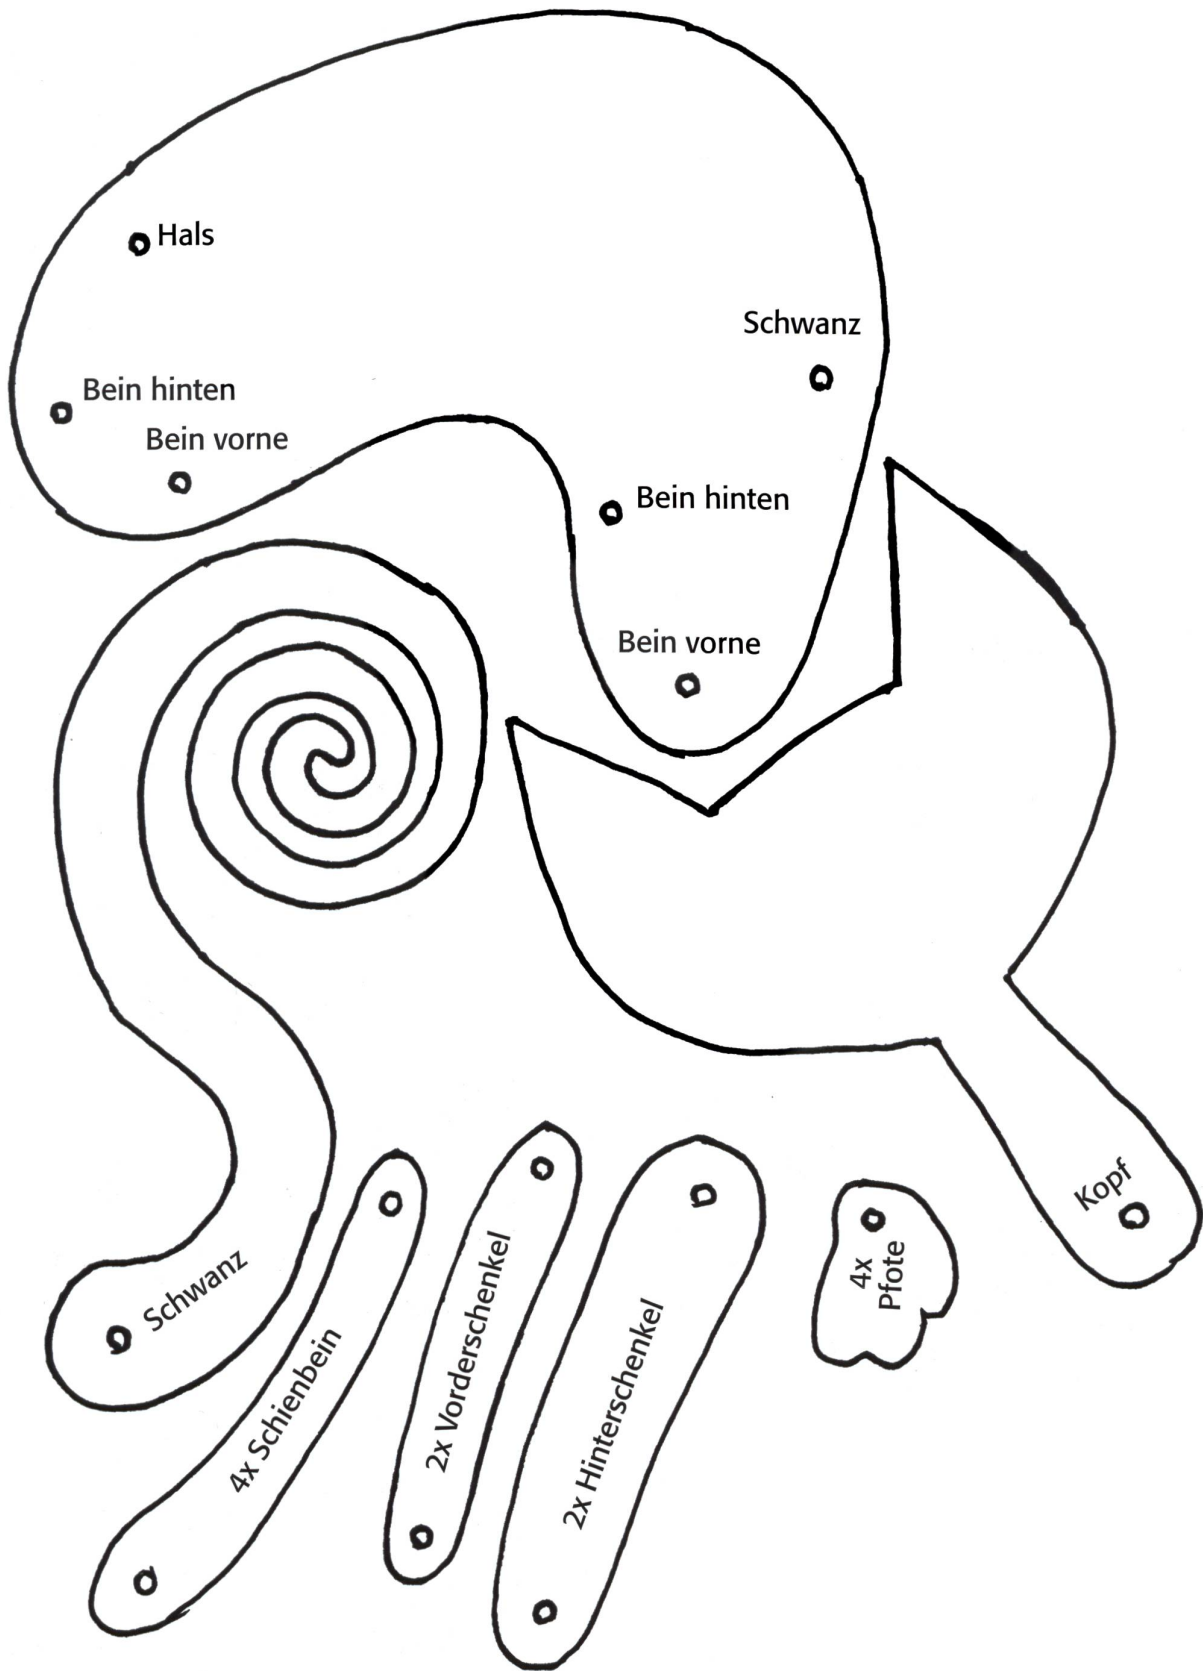 Hals
Schwanz
Bein hinten
Bein vorne
Bein hinten
Bein vorne
Kopf
Schwanz
4x Schienbein
2x Vorderschenkel
2x Hinterschenkel
4x
Pfote